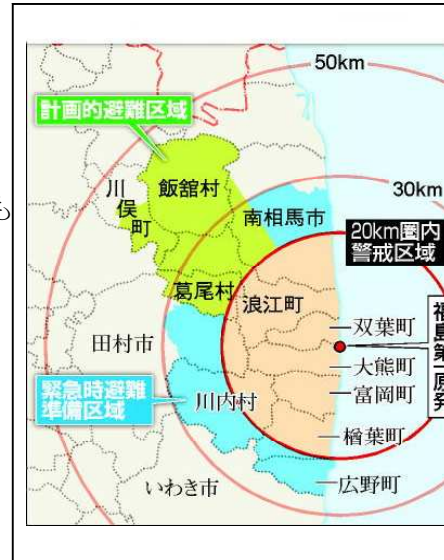 50km
計画的避難区域
30km
飯舘村
川俣町
南相馬市
20km圏内
警戒区域
葛尾村
浪江町
福島第一原発
双葉町
田村市
大熊町
緊急時避難
準備区域
富岡町
川内村
楢葉町
いわき市
広野町